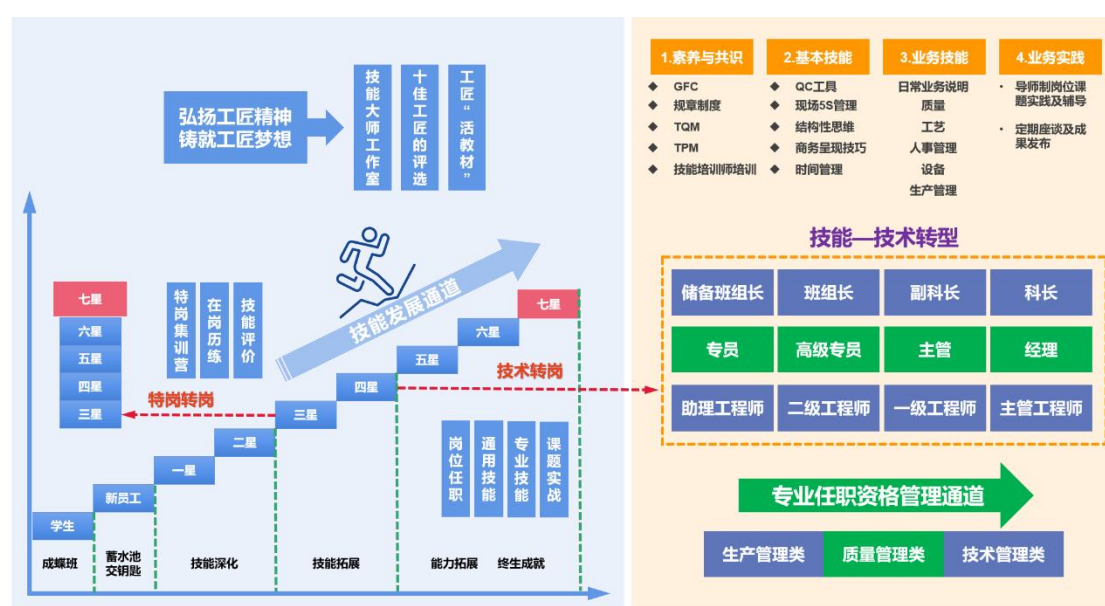 弘扬工匠精神
铸就工匠梦想
技能大师工作室
十佳工匠的评选
工匠“活教材”
七星
六星
五星
四星
三星
特岗集训营
在岗历练
技能评价
技能发展通道
特岗转岗
技术转岗
学生
新员工
一星
二星
三星
四星
五星
六星
七星
岗位任职
通用技能
专业技能
课题实战
成蝶班
蓄水池
交钥匙
技能深化
技能拓展
能力拓展 终生成就
1.素养与共识
GFC
规章制度
TQM
TPM
技能培训师培训
2.基本技能
QC工具
现场5S管理
结构性思维
商务呈现技巧
时间管理
3.业务技能
日常业务说明
质量
工艺
人事管理
设备
生产管理
4.业务实践
导师制岗位课
题实践及辅导
定期座谈及成
果发布
技能—技术转型
储备班组长 班组长 副科长 科长
专员 高级专员 主管 经理
助理工程师 二级工程师 一级工程师 主管工程师
专业任职资格管理通道
生产管理类 质量管理类 技术管理类